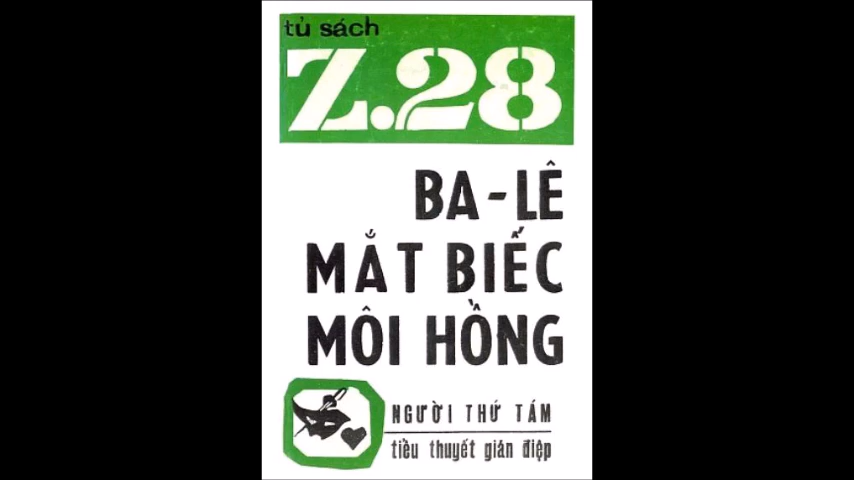 tủ sách
Z.28
BA-LÊ
MẮT BIẾC
MÔI HỒNG
NGƯỜI THỨ TÁM
tiểu thuyết gián điệp